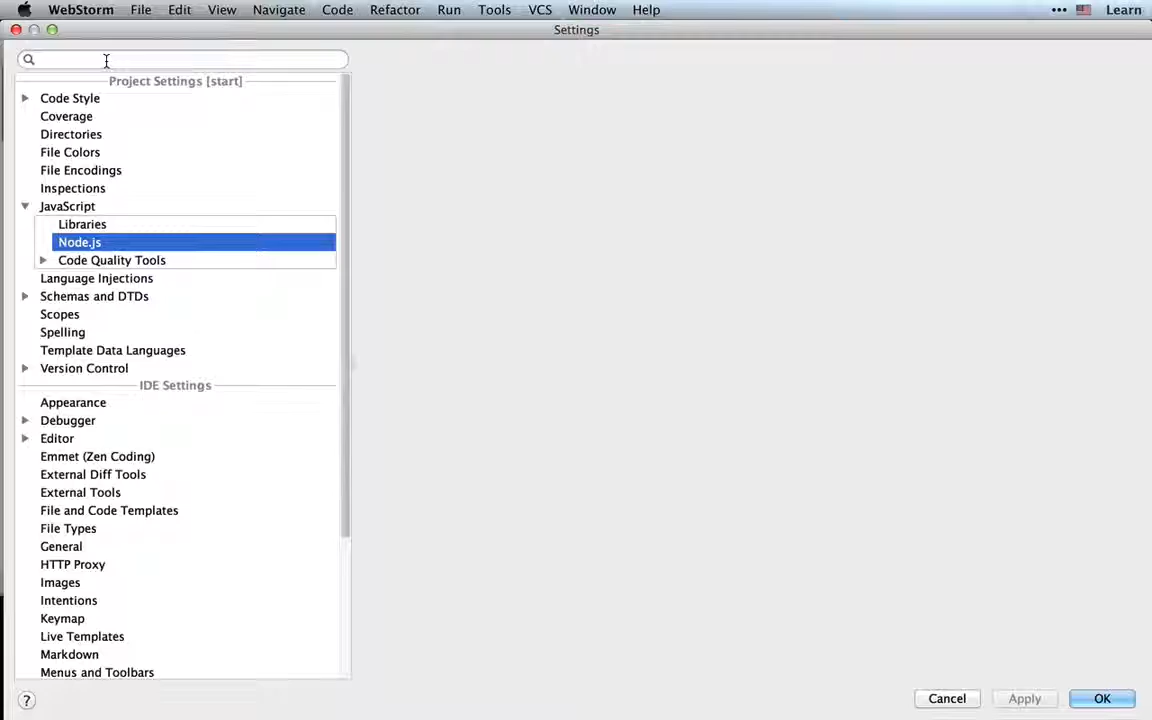 WebStorm File Edit View Navigate Code Refactor Run Tools VCS Window Help ••• Learn
Settings
Project Settings [start]
Code Style
Coverage
Directories
File Colors
File Encodings
Inspections
JavaScript
Libraries
Node.js
Code Quality Tools
Language Injections
Schemas and DTDs
Scopes
Spelling
Template Data Languages
Version Control
IDE Settings
Appearance
Debugger
Editor
Emmet (Zen Coding)
External Diff Tools
External Tools
File and Code Templates
File Types
General
HTTP Proxy
Images
Intentions
Keymap
Live Templates
Markdown
Menus and Toolbars
? Cancel Apply OK